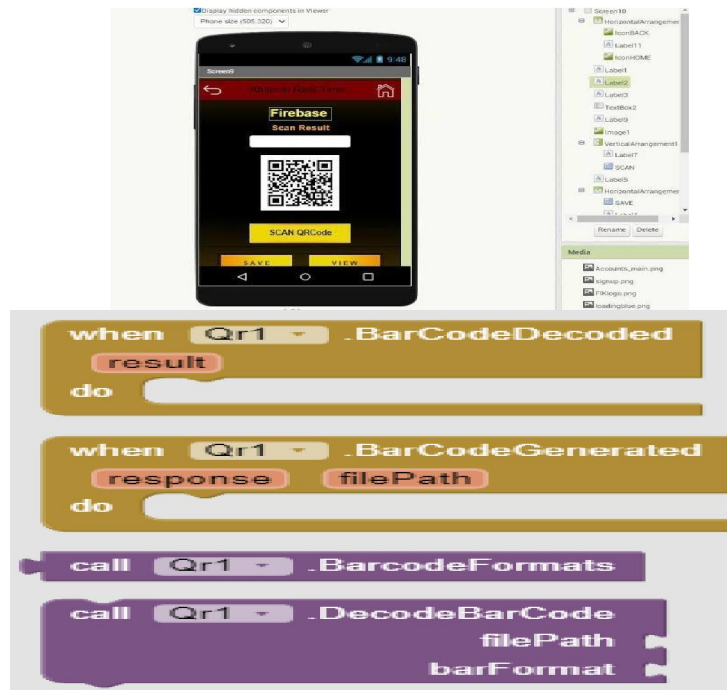 Display hidden components in Viewer
Phone size (505,320)
9:48
Screen9
Firebase
Scan Result
SCAN QRCode
SAVE
VIEW
Screen10
HorizontalArrangemer
IconBACK
Label11
IconHOME
Label1
Label2
Label3
TextBox2
Label9
Image1
VerticalArrangement1
Label7
SCAN
Label5
HorizontalArrangemer
SAVE
Rename Delete
Media
Accounts_main.png
signup.png
FIKlogo.png
loadingblue.png
when Qr1 .BarCodeDecoded
result
do
when Qr1 .BarCodeGenerated
response filePath
do
call Qr1 .BarcodeFormats
call Qr1 .DecodeBarCode
filePath
barFormat